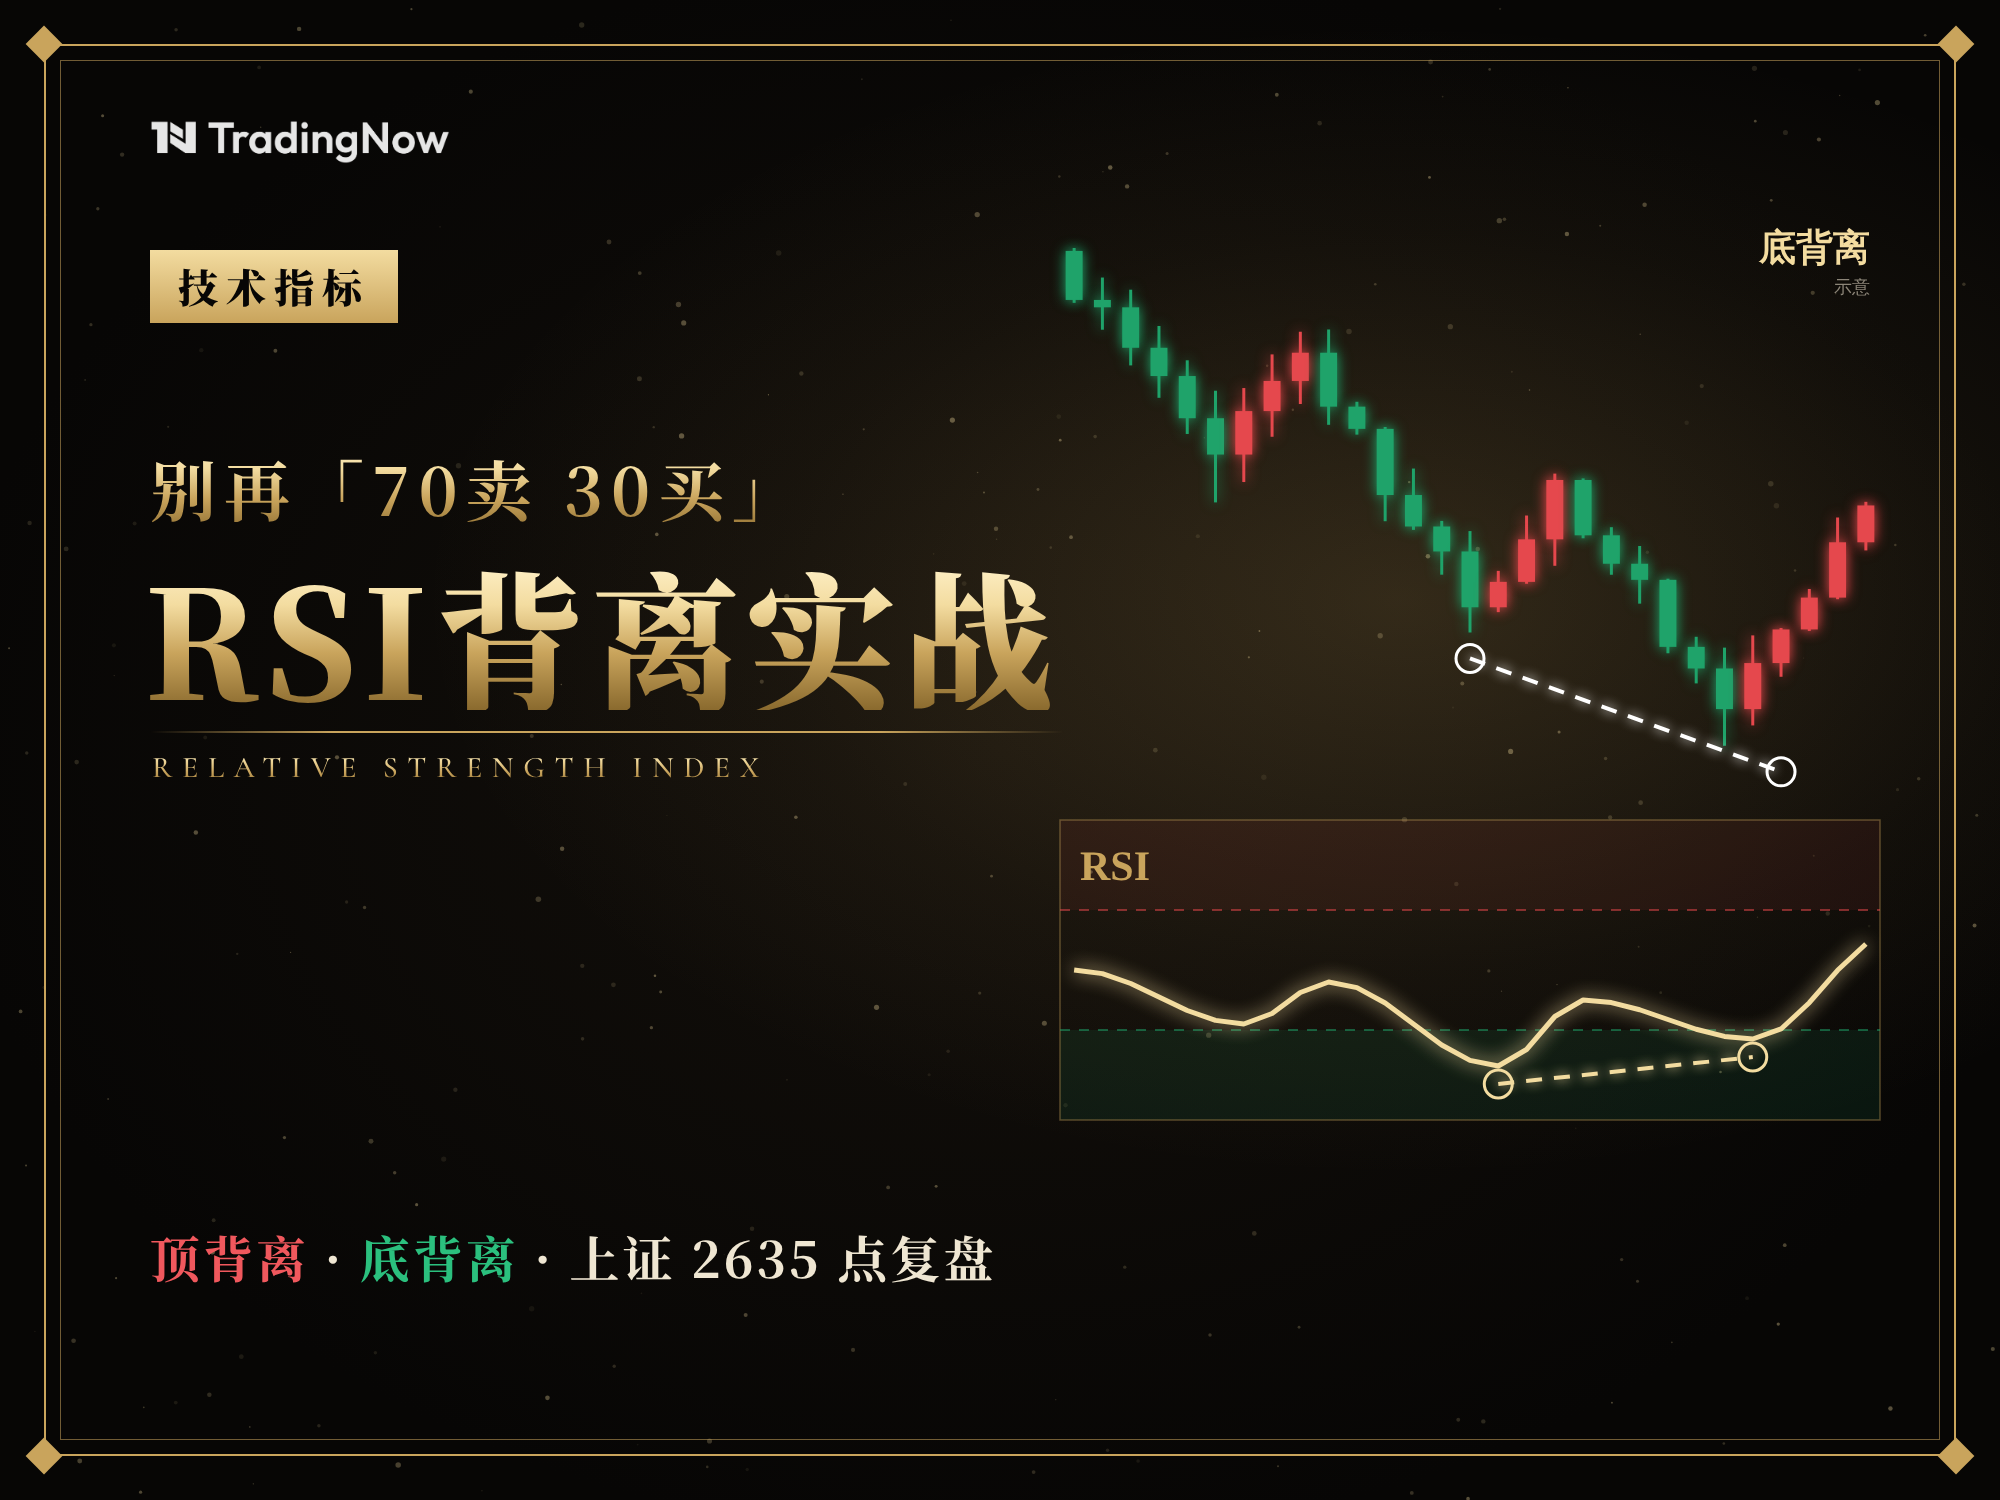 TradingNow
技术指标
别再「70卖 30买」
RSI背离实战
RELATIVE STRENGTH INDEX
底背离
示意
RSI
顶背离 · 底背离 · 上证 2635 点复盘